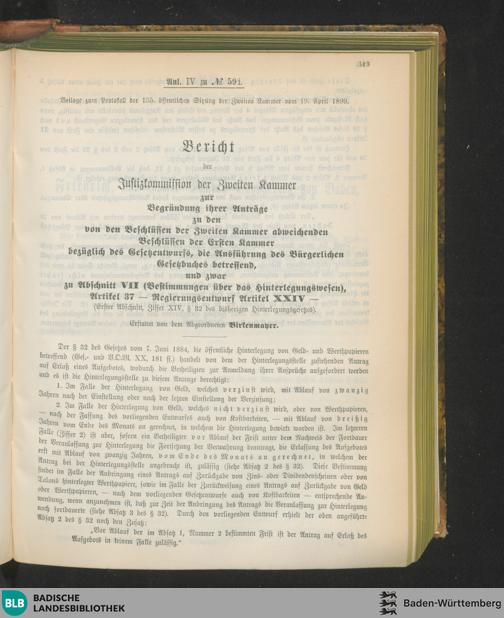 343
Anl. IV zu № 59 i.
Beilage zum Protokoll der 155. öffentlichen Sitzung der Zweiten Kammer vom 19. April 1899.
Bericht
der
Justizkommission der Zweiten Kammer
zur
Begründung ihrer Anträge
zu den
von den Beschlüssen der Zweiten Kammer abweichenden
Beschlüssen der Ersten Kammer
bezüglich des Gesetzentwurfs, die Ausführung des Bürgerlichen
Gesetzbuches betreffend,
und zwar
zu Abschnitt VII (Bestimmungen über das Hinterlegungswesen),
Artikel 37 — Regierungsentwurf Artikel XXIV —
(Erster Abschnitt, Ziffer XIV, § 32 des bisherigen Hinterlegungsgesetzes).
Erstattet von dem Abgeordneten Birkenmayer.
Der § 32 des Gesetzes vom 7. Juni 1884, die öffentliche Hinterlegung von Geld- und Werthpapieren
betreffend (Ges.- und V.O.Bl. XX, 181 ff.) handelt von dem der Hinterlegungsstelle zustehenden Antrag
auf Erlaß eines Aufgebotes, wodurch die Betheiligten zur Anmeldung ihrer Ansprüche aufgefordert werden
und es ist die Hinterlegungsstelle zu diesem Antrage berechtigt:
1. Im Falle der Hinterlegung von Geld, welches verzinst wird, mit Ablauf von zwanzig
Jahren nach der Einstellung oder nach der letzten Einstellung der Verzinsung;
2. Im Falle der Hinterlegung von Geld, welches nicht verzinst wird, oder von Werthpapieren,
— nach der Fassung des vorliegenden Entwurfes auch von Kostbarkeiten, — mit Ablauf von dreißig
Jahren vom Ende des Monats an gerechnet, in welchem die Hinterlegung bewirkt worden ist. Im letzteren
Falle (Ziffer 2) ist aber, sofern ein Betheiligter vor Ablauf der Frist unter dem Nachweis der Fortdauer
der Veranlassung zur Hinterlegung die Fortsetzung der Verwahrung beantragt, die Erlassung des Aufgebots
erst mit Ablauf von zwanzig Jahren, vom Ende des Monats an gerechnet, in welchem der
Antrag bei der Hinterlegungsstelle angebracht ist, zulässig (siehe Absatz 2 des § 32). Diese Bestimmung
findet im Falle der Anbringung eines Antrags auf Zurückgabe von Zins- oder Dividendenscheinen oder von
Talons hinterlegter Werthpapiere, sowie im Falle der Zurückweisung eines Antrags auf Zurückgabe von Geld
oder Werthpapieren, — nach dem vorliegenden Gesetzentwurfe auch von Kostbarkeiten — entsprechende An-
wendung, wenn anzunehmen ist, daß zur Zeit der Anbringung des Antrags die Veranlassung zur Hinterlegung
noch fortdauerte (siehe Absatz 3 des § 32). Durch den vorliegenden Entwurf erhielt der oben angeführte
Absatz 2 des § 32 noch den Zusatz:
„Vor Ablauf der im Absatz 1, Nummer 2 bestimmten Frist ist der Antrag auf Erlaß des
Aufgebots in keinem Falle zulässig.“
BLB
BADISCHE
LANDESBIBLIOTHEK
Baden-Württemberg